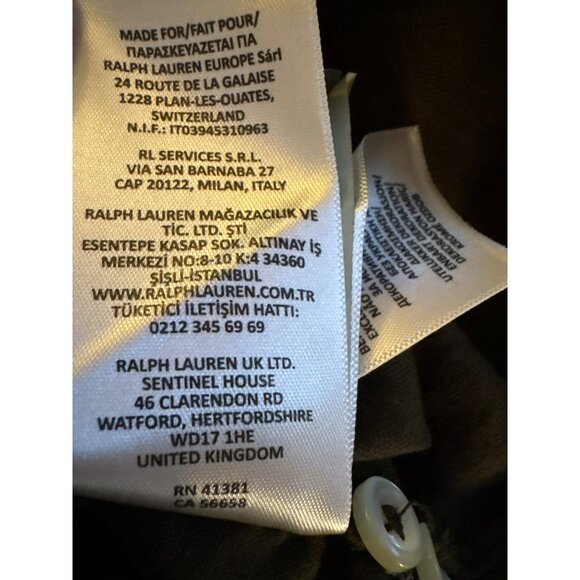 MADE FOR/FAIT POUR/
ΠΑΡΑΣΚΕΥΑΖΕΤΑΙ ΓΙΑ
RALPH LAUREN EUROPE Sárl
24 ROUTE DE LA GALAISE
1228 PLAN-LES-OUATES,
SWITZERLAND
N.I.F.: IT03945310963
RL SERVICES S.R.L.
VIA SAN BARNABA 27
CAP 20122, MILAN, ITALY
RALPH LAUREN MAĞAZACILIK VE
TİC. LTD. ŞTİ
ESENTEPE KASAP SOK. ALTINAY İŞ
MERKEZİ NO:8-10 K:4 34360
ŞİŞLİ-İSTANBUL
WWW.RALPHLAUREN.COM.TR
TÜKETİCİ İLETİŞİM HATTI:
0212 345 69 69
RALPH LAUREN UK LTD.
SENTINEL HOUSE
46 CLARENDON RD
WATFORD, HERTFORDSHIRE
WD17 1HE
UNITED KINGDOM
RN 41381
CA 56658